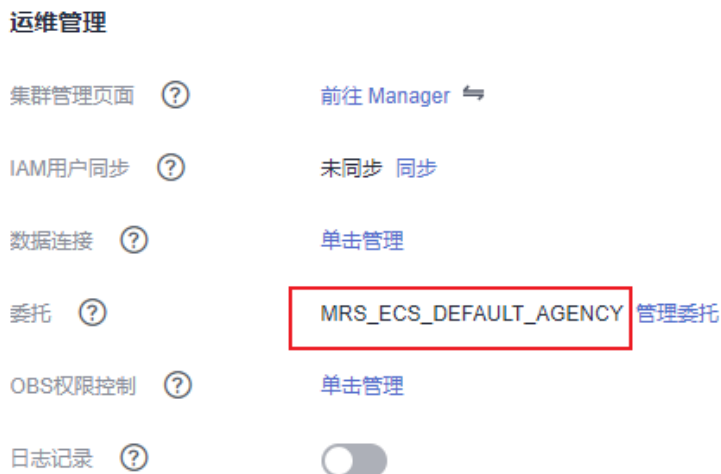 运维管理
集群管理页面 ? 前往 Manager ⇋
IAM用户同步 ? 未同步 同步
数据连接 ? 单击管理
委托 ? MRS_ECS_DEFAULT_AGENCY 管理委托
OBS权限控制 ? 单击管理
日志记录 ?